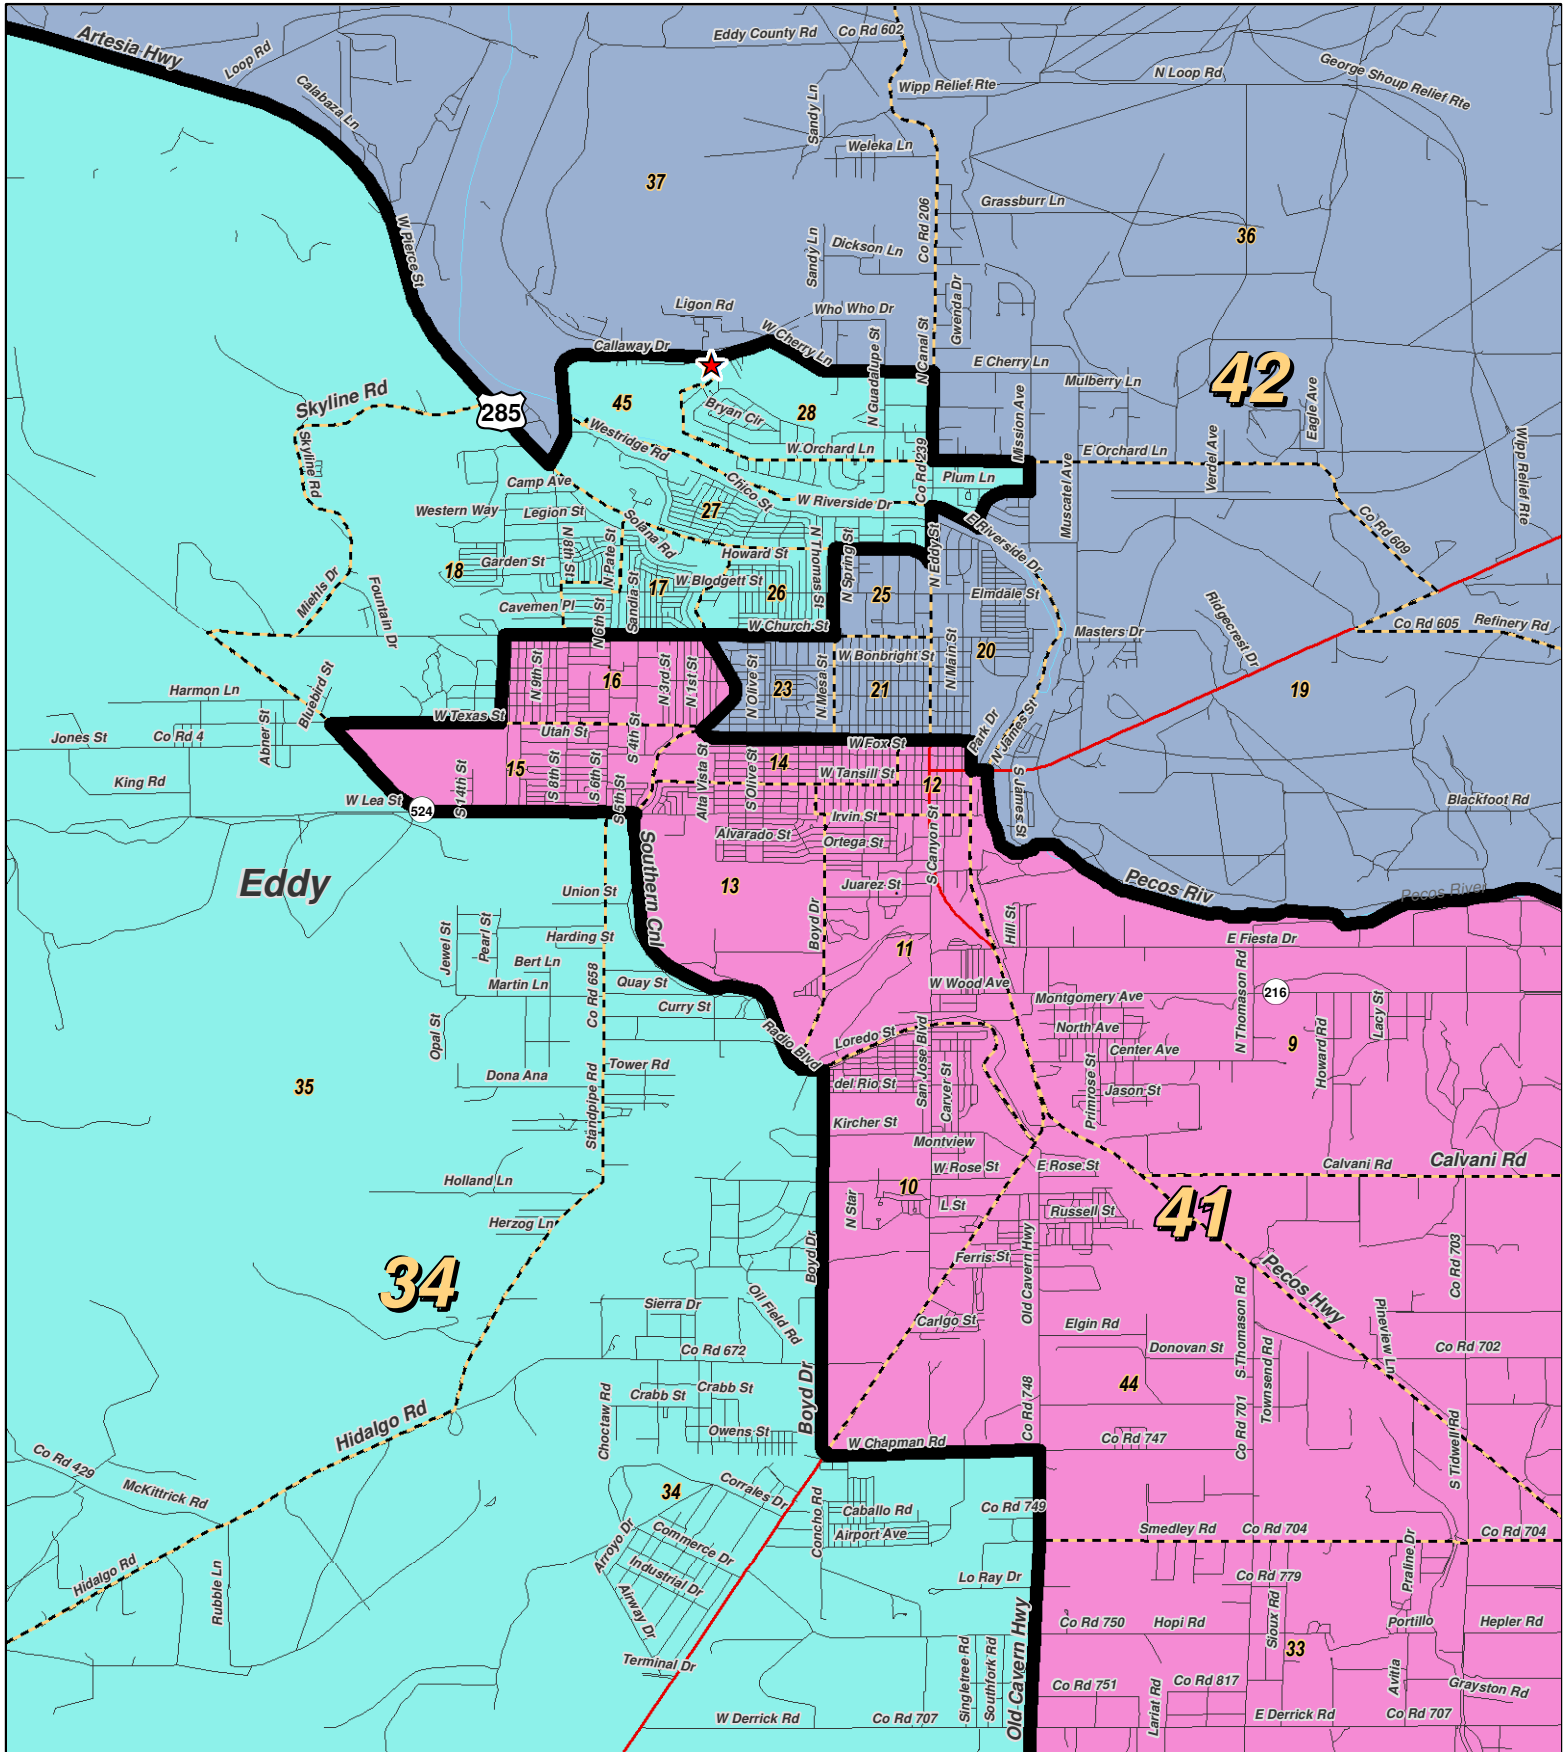 Artesia Hwy
Loop Rd
Calabaza Ln
Eddy County Rd
Co Rd 602
N Loop Rd
George Shoup Relief Rte
Wipp Relief Rte
Sandy Ln
Weleka Ln
37
Grassburr Ln
Co Rd 206
36
W Pierce St
Sandy Ln
Dickson Ln
Gwenda Dr
Ligon Rd
Who Who Dr
W Cherry Ln
Callaway Dr
N Guadalupe St
N Canal St
E Cherry Ln
Mulberry Ln
42
Skyline Rd
285
45
Bryan Cir
28
Mission Ave
Eagle Ave
Westridge Rd
W Orchard Ln
Co Rd 239
E Orchard Ln
Verdel Ave
Wipp Relief Rte
Skyline Rd
Camp Ave
Chico St
Plum Ln
Muscatel Ave
Western Way
Legion St
27
W Riverside Dr
Solana Rd
E Riverside Dr
Co Rd 609
N 8th St
N Pate St
Howard St
N Thomas St
N Spring St
N Eddy St
18
Garden St
17
W Blodgett St
26
25
Elmdale St
Miehls Dr
Fountain Dr
Cavemen Pl
N 6th St
Sandia St
W Church St
Ridgecrest Dr
Co Rd 605
Refinery Rd
Masters Dr
W Bonbright St
N Main St
20
N 9th St
16
N 3rd St
N 1st St
N Olive St
23
N Mesa St
21
19
Harmon Ln
Bluebird St
W Texas St
Jones St
Co Rd 4
Abner St
Utah St
S 4th St
W Fox St
Park Dr
N James St
King Rd
15
S 8th St
S 6th St
14
W Tansill St
12
S 14th St
S 5th St
Alta Vista St
S Olive St
W Lea St
524
Irvin St
S James St
Blackfoot Rd
Alvarado St
Ortega St
S Canyon St
Eddy
Southern Cnl
13
Juarez St
Pecos Riv
Pecos River
Union St
Boyd Dr
Hill St
Jewel St
Pearl St
Harding St
11
E Fiesta Dr
Bert Ln
Martin Ln
Co Rd 658
Quay St
W Wood Ave
N Thomason Rd
216
Curry St
Montgomery Ave
Lacy St
Opal St
Radio Blvd
Loredo St
San Jose Blvd
North Ave
Center Ave
9
Howard Rd
35
Dona Ana
Tower Rd
del Rio St
Carver St
Primrose St
Jason St
Standpipe Rd
Kircher St
Montview
Holland Ln
W Rose St
E Rose St
Calvani Rd
Calvani Rd
10
Herzog Ln
N Star
L St
Russell St
41
34
Boyd Dr
Ferris St
Old Cavern Hwy
Pecos Hwy
Co Rd 703
Sierra Dr
Oil Field Rd
Carlgo St
Elgin Rd
S Thomason Rd
Pineview Ln
Co Rd 672
Donovan St
Townsend Rd
Co Rd 702
Crabb St
Crabb St
44
Hidalgo Rd
Choctaw Rd
Owens St
Boyd Dr
W Chapman Rd
Co Rd 748
Co Rd 747
Co Rd 701
S Tidwell Rd
Co Rd 429
McKittrick Rd
34
Corrales Dr
Concho Rd
Caballo Rd
Co Rd 749
Airport Ave
Smedley Rd
Co Rd 704
Co Rd 704
Arroyo Dr
Commerce Dr
Hidalgo Rd
Rubble Ln
Industrial Dr
Airway Dr
Lo Ray Dr
Co Rd 779
Praline Dr
Co Rd 750
Hopi Rd
Sioux Rd
Portillo
Hepler Rd
33
Terminal Dr
Singletree Rd
Southfork Rd
Old Cavern Hwy
Co Rd 751
Co Rd 817
Avitia
Grayston Rd
Lariat Rd
W Derrick Rd
Co Rd 707
E Derrick Rd
Co Rd 707